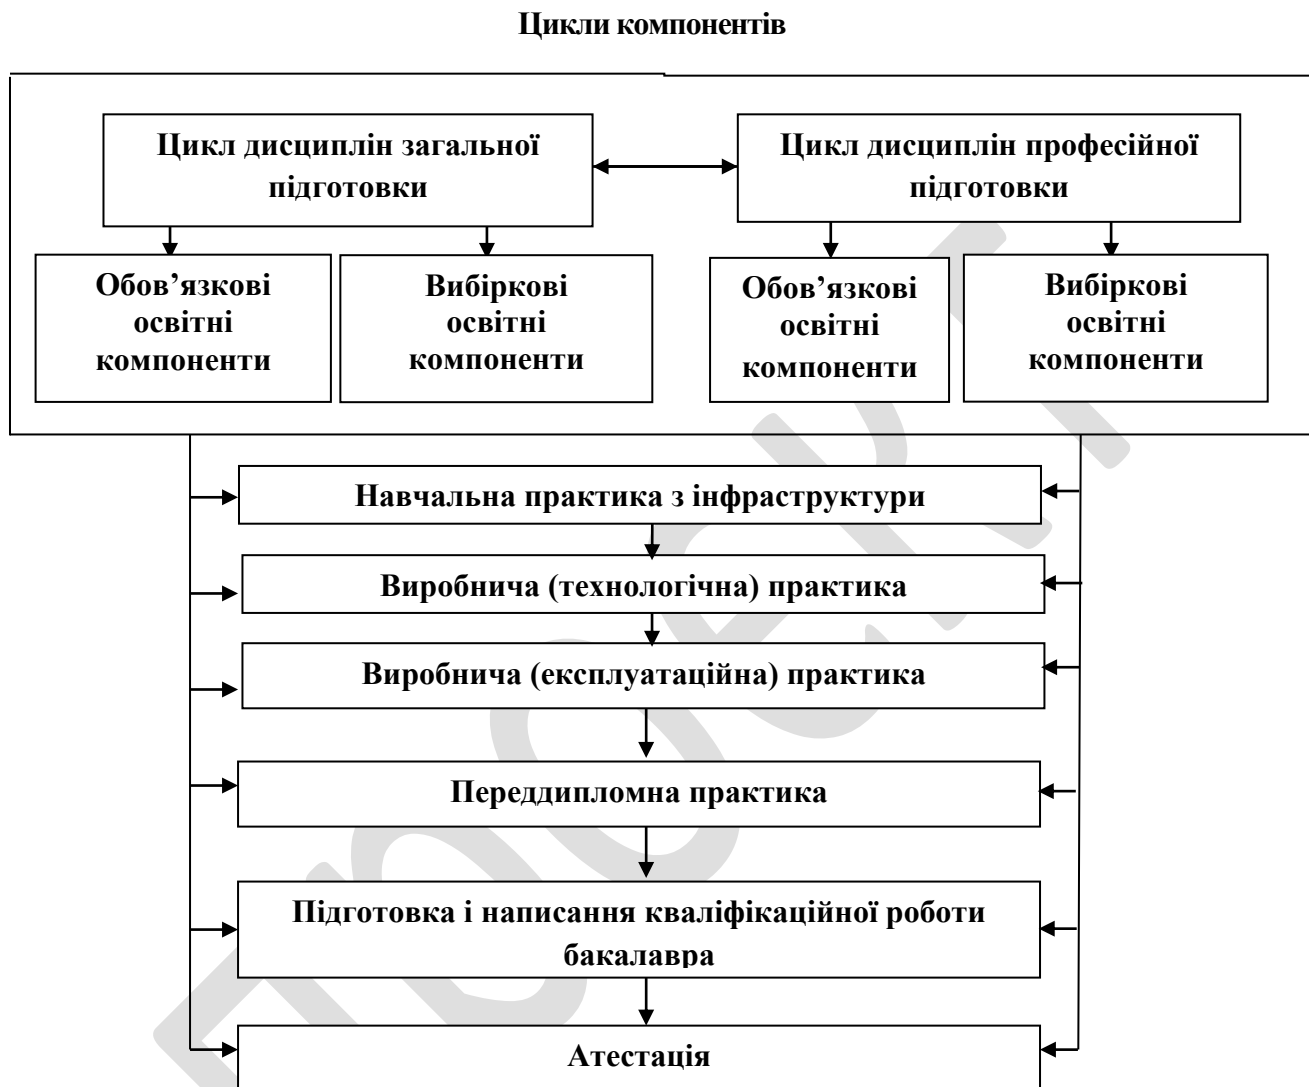 Цикли компонентів
Цикл дисциплін загальної
підготовки
Цикл дисциплін професійної
підготовки
Обов’язкові
освітні
компоненти
Вибіркові
освітні
компоненти
Обов’язкові
освітні
компоненти
Вибіркові
освітні
компоненти
Навчальна практика з інфраструктури
Виробнича (технологічна) практика
Виробнича (експлуатаційна) практика
Переддипломна практика
Підготовка і написання кваліфікаційної роботи
бакалавра
Атестація
Проєкт